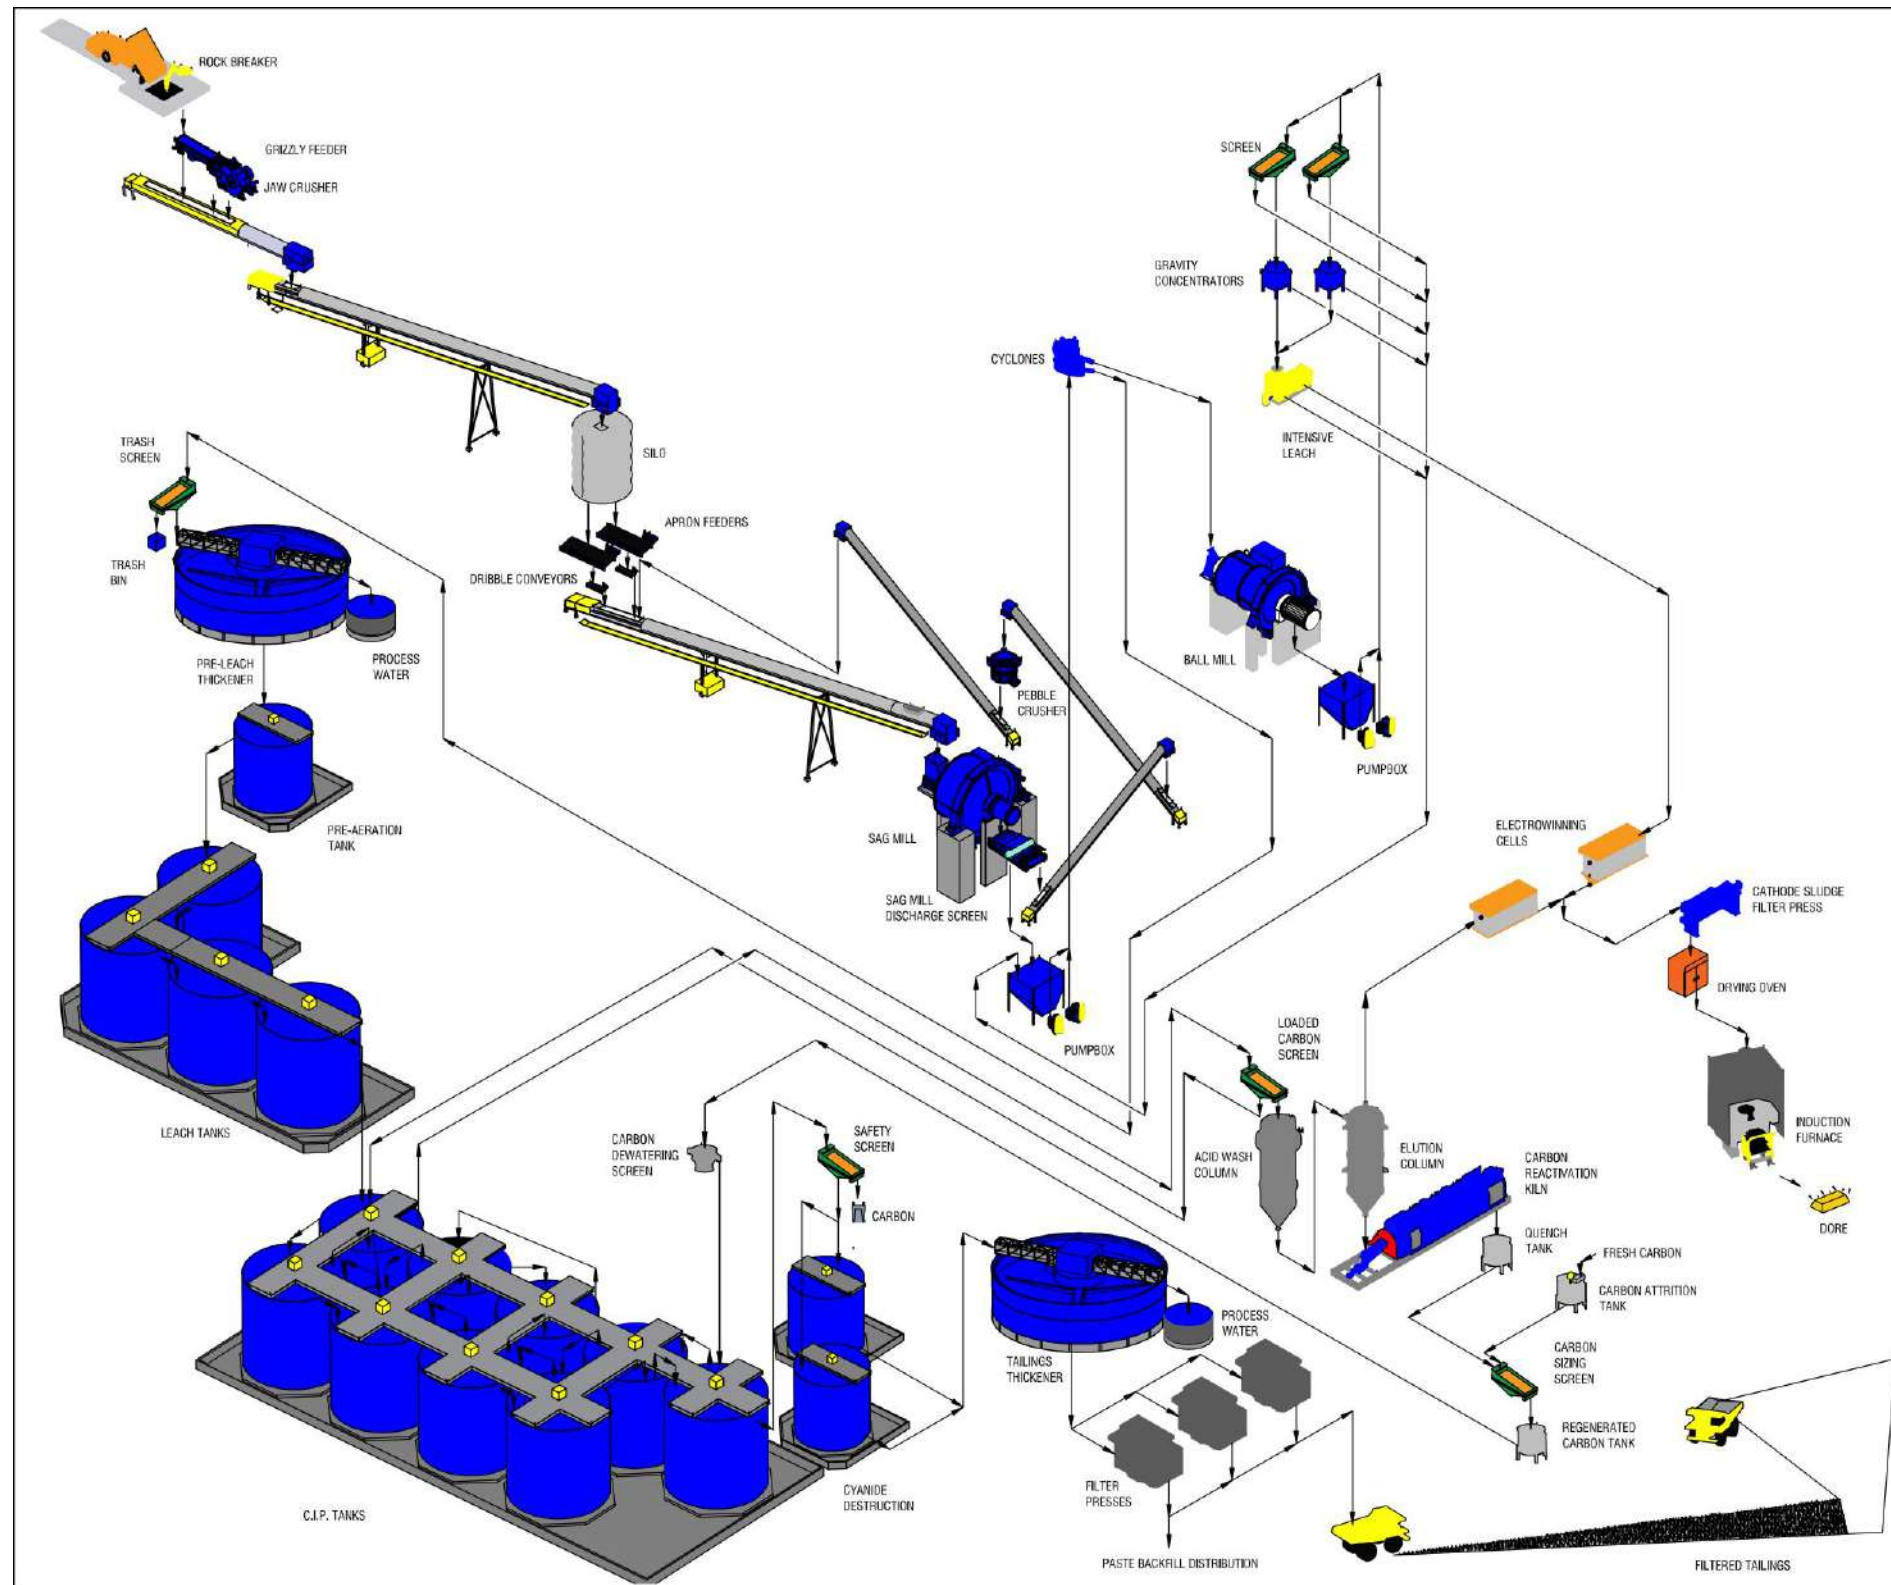 ROCK BREAKER
GRIZZLY FEEDER
JAW CRUSHER
SCREEN
GRAVITY
CONCENTRATORS
CYCLONES
INTENSIVE
LEACH
TRASH
SCREEN
SILO
APRON FEEDERS
DRIBBLE CONVEYORS
TRASH
BIN
PRE-LEACH
THICKENER
PROCESS
WATER
BALL MILL
PEBBLE
CRUSHER
PUMPBOX
PRE-AERATION
TANK
SAG MILL
SAG MILL
DISCHARGE SCREEN
ELECTROWINNING
CELLS
CATHODE SLUDGE
FILTER PRESS
DRYING OVEN
PUMPBOX
LOADED
CARBON
SCREEN
LEACH TANKS
CARBON
DEWATERING
SCREEN
SAFETY
SCREEN
CARBON
ACID WASH
COLUMN
ELUTION
COLUMN
CARBON
REACTIVATION
KILN
INDUCTION
FURNACE
DORE
QUENCH
TANK
FRESH CARBON
CARBON ATTRITION
TANK
PROCESS
WATER
TAILINGS
THICKENER
CARBON
SIZING
SCREEN
REGENERATED
CARBON TANK
FILTER
PRESSES
CYANIDE
DESTRUCTION
C.I.P. TANKS
PASTE BACKFILL DISTRIBUTION
FILTERED TAILINGS